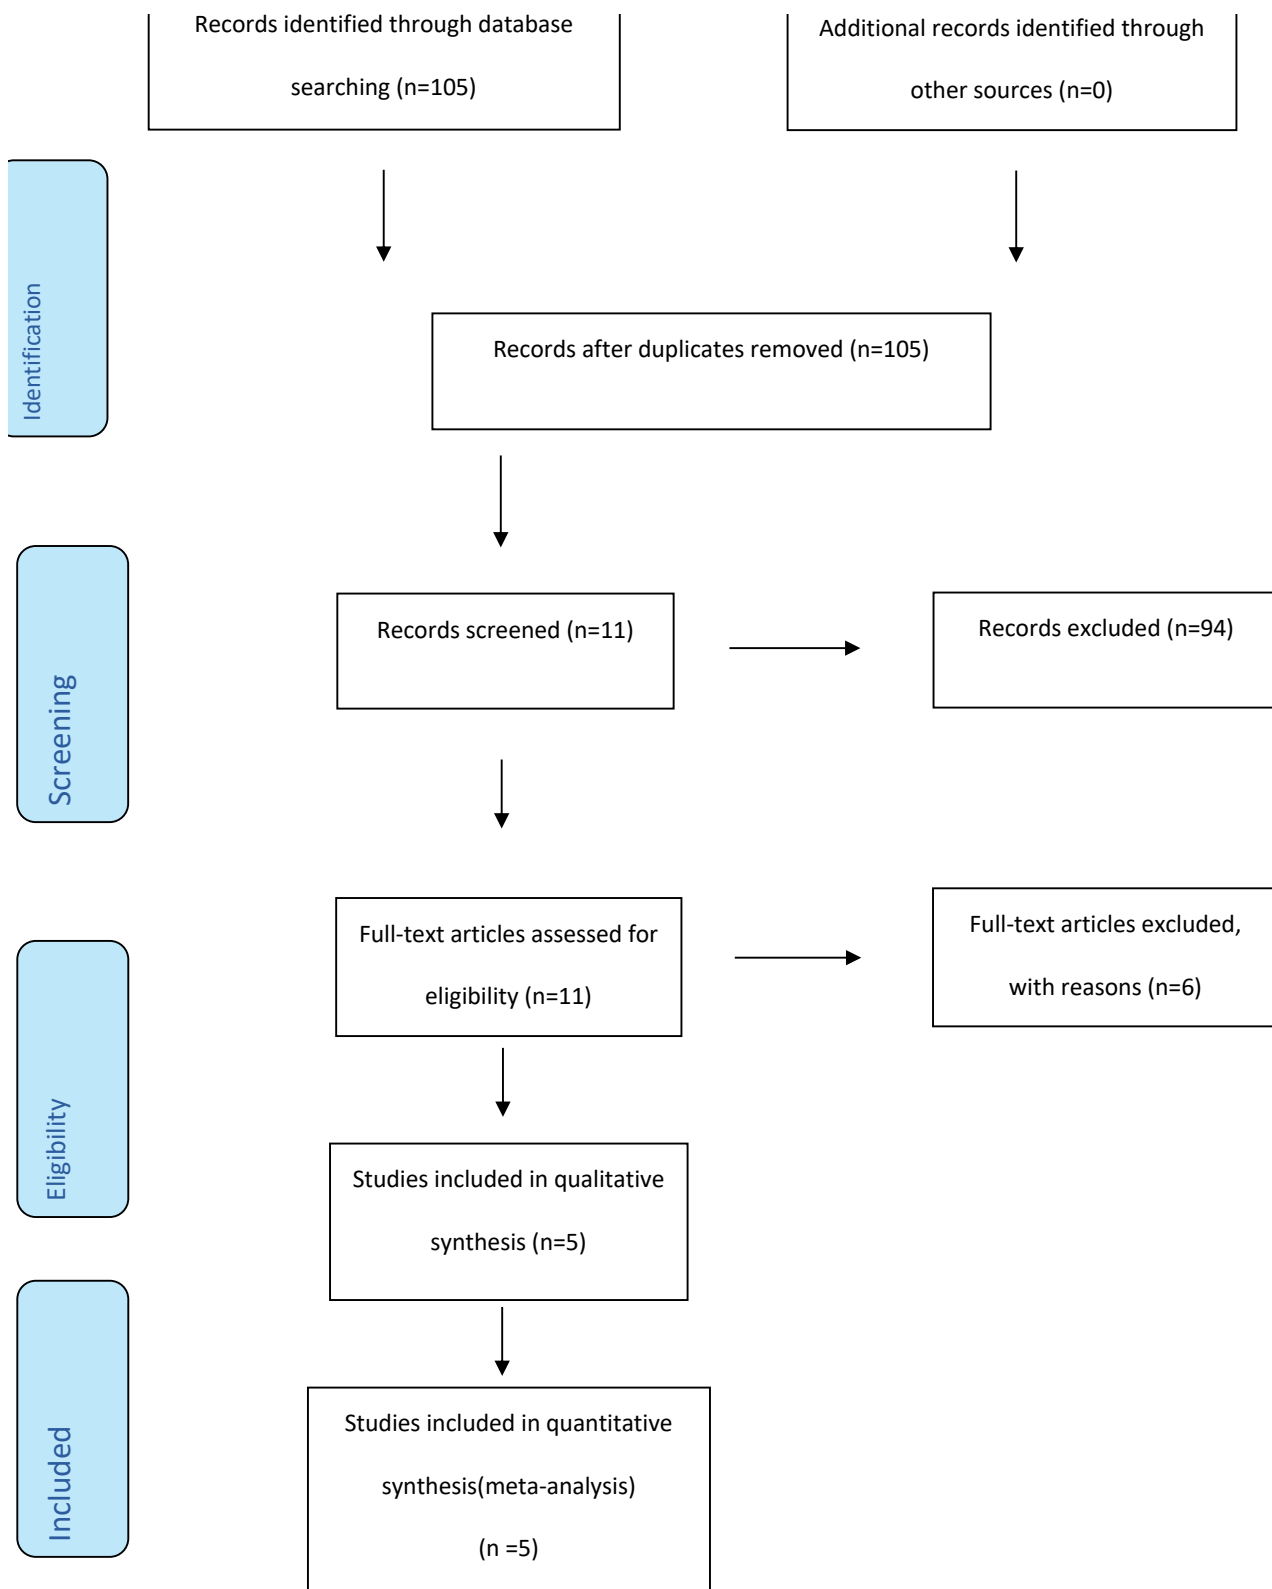 Records identified through database
searching (n=105)
Additional records identified through
other sources (n=0)
Identification
Records after duplicates removed (n=105)
Screening
Records screened (n=11)
Records excluded (n=94)
Eligibility
Full-text articles assessed for
eligibility (n=11)
Full-text articles excluded,
with reasons (n=6)
Studies included in qualitative
synthesis (n=5)
Included
Studies included in quantitative
synthesis(meta-analysis)
(n =5)